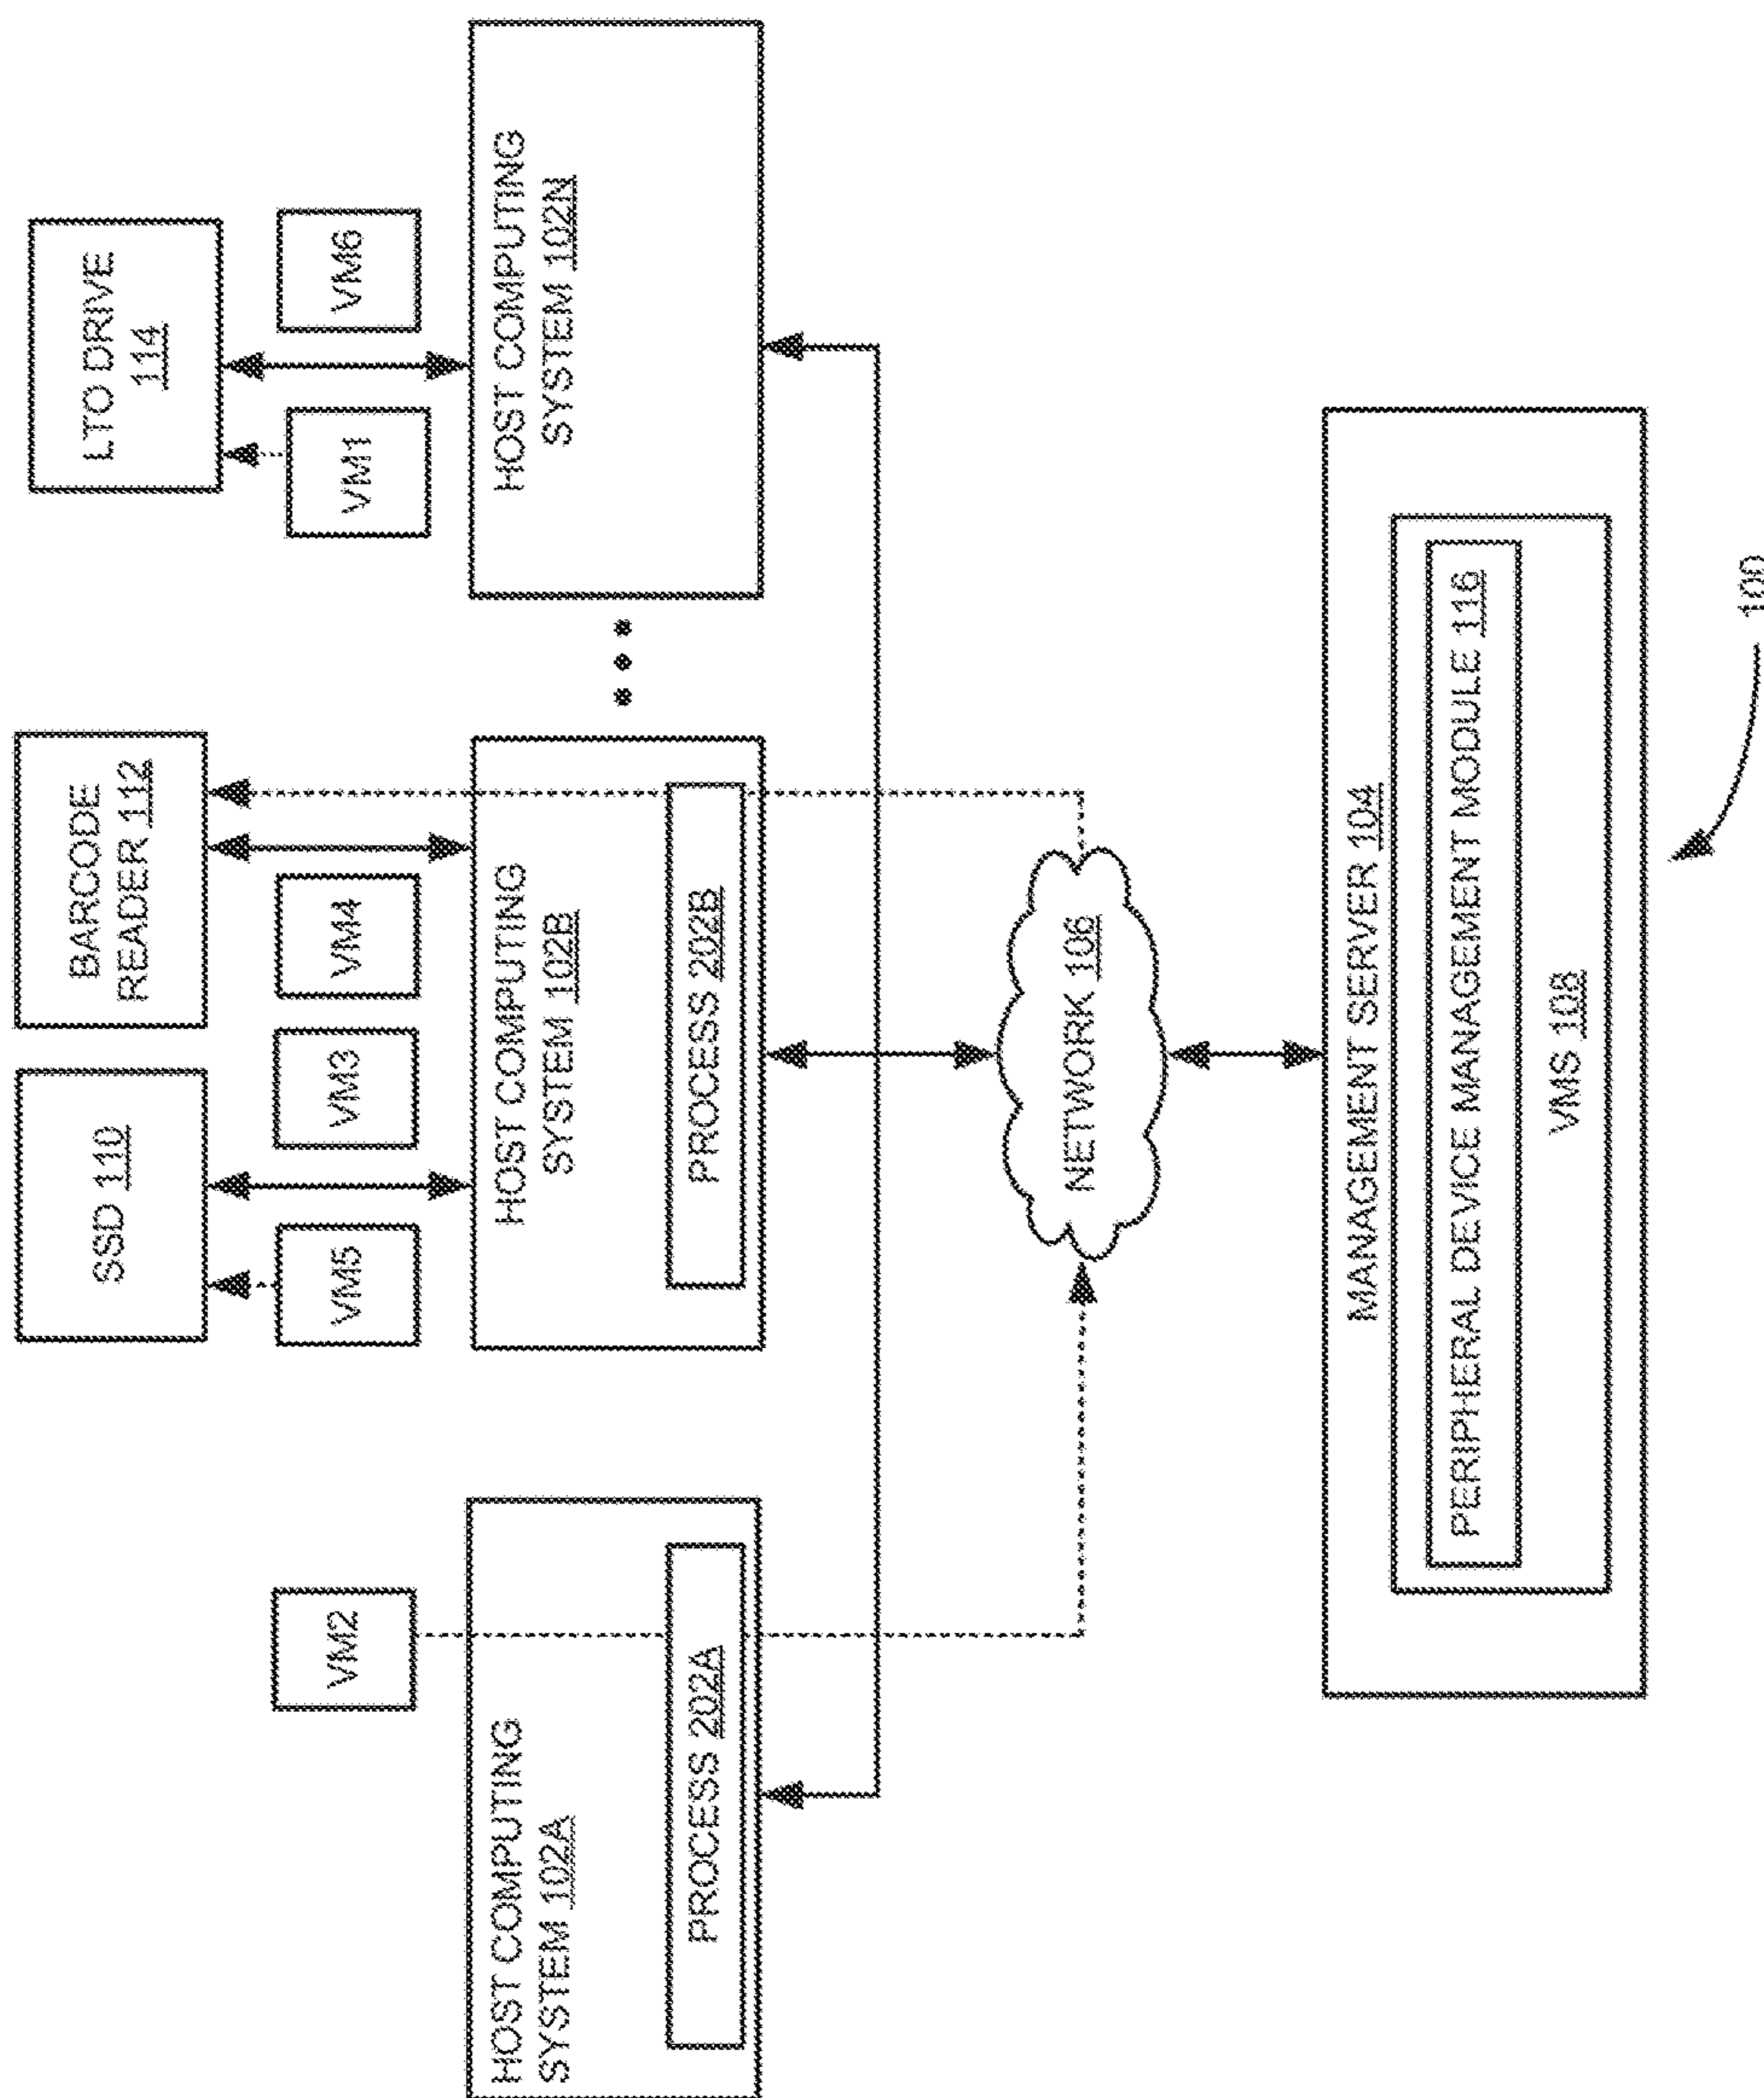 SSD 110
BARCODE
READER 112
LTO DRIVE
114
VM2
VM5
VM3
VM4
VM1
VM6
HOST COMPUTING
SYSTEM 102A
PROCESS 202A
HOST COMPUTING
SYSTEM 102B
PROCESS 202B
HOST COMPUTING
SYSTEM 102N
NETWORK 106
MANAGEMENT SERVER 104
PERIPHERAL DEVICE MANAGEMENT MODULE 116
VMS 108
100